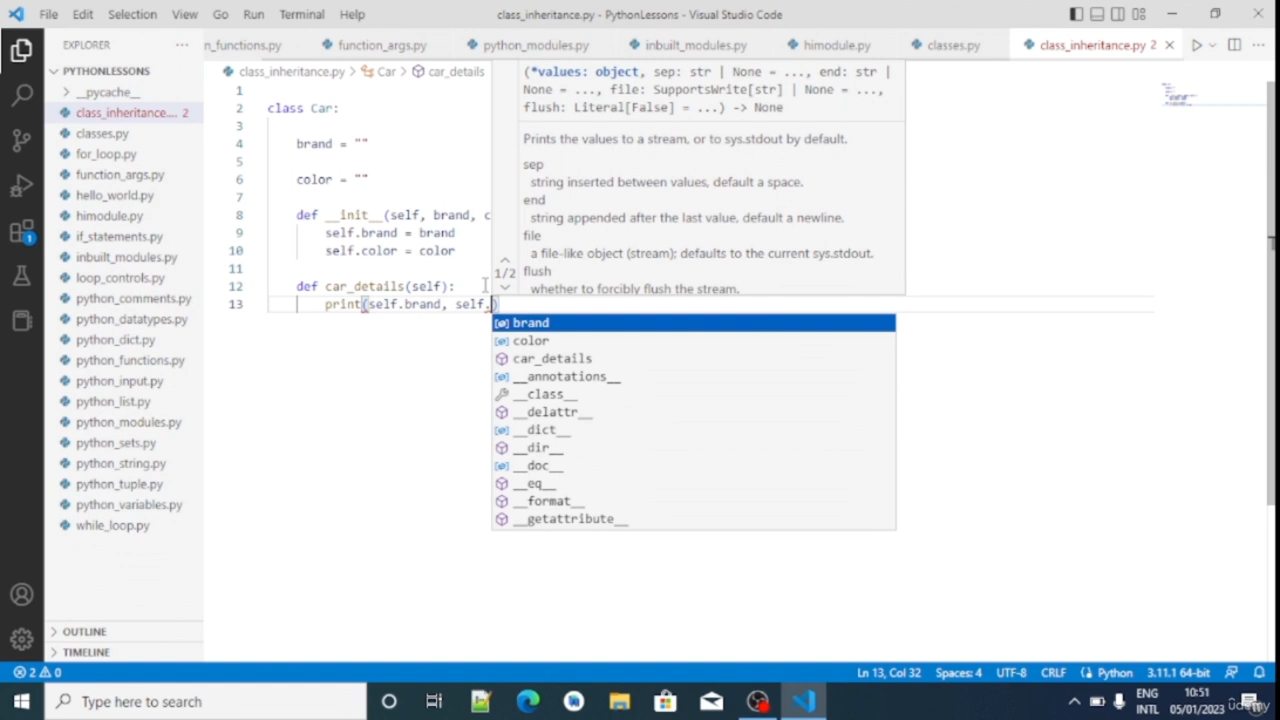 File Edit Selection View Go Run Terminal Help
class_inheritance.py - PythonLessons - Visual Studio Code
EXPLORER
n_functions.py function_args.py python_modules.py inbuilt_modules.py himodule.py classes.py class_inheritance.py 2
PYTHONLESSONS
__pycache__
class_inheritance.... 2
classes.py
for_loop.py
function_args.py
hello_world.py
himodule.py
if_statements.py
inbuilt_modules.py
loop_controls.py
python_comments.py
python_datatypes.py
python_dict.py
python_functions.py
python_input.py
python_list.py
python_modules.py
python_sets.py
python_string.py
python_tuple.py
python_variables.py
while_loop.py
OUTLINE
TIMELINE
class_inheritance.py > Car > car_details
1
2 class Car:
3
4 brand = ""
5
6 color = ""
7
8 def __init__(self, brand, c
9 self.brand = brand
10 self.color = color
11
12 def car_details(self):
13 print(self.brand, self.)
(*values: object, sep: str | None = ..., end: str |
None = ..., file: SupportsWrite[str] | None = ...,
flush: Literal[False] = ...) -> None
Prints the values to a stream, or to sys.stdout by default.
sep
string inserted between values, default a space.
end
string appended after the last value, default a newline.
file
a file-like object (stream); defaults to the current sys.stdout.
flush
whether to forcibly flush the stream.
1/2
brand
color
car_details
__annotations__
__class__
__delattr__
__dict__
__dir__
__doc__
__eq__
__format__
__getattribute__
2 0
Ln 13, Col 32 Spaces: 4 UTF-8 CRLF Python 3.11.1 64-bit
Type here to search
ENG
INTL
10:51
05/01/2023
udemy